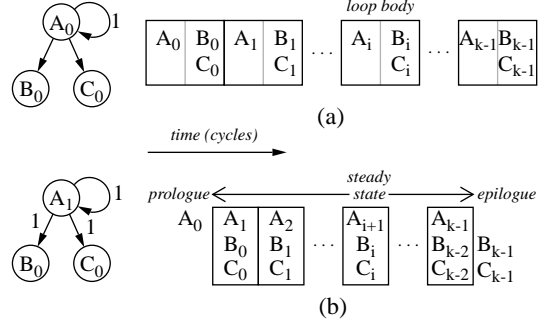 loop body
A0 1 A0 B0 A1 B1 ... Ai Bi ... Ak-1 Bk-1
B0 C0 C0 C1 Ci Ck-1
(a)
time (cycles)
steady
prologue state epilogue
A1 1 A0 A1 A2 Ai+1 Ak-1
1 1 B0 B1 ... Bi ... Bk-2 Bk-1
B0 C0 C0 C1 Ci Ck-2 Ck-1
(b)